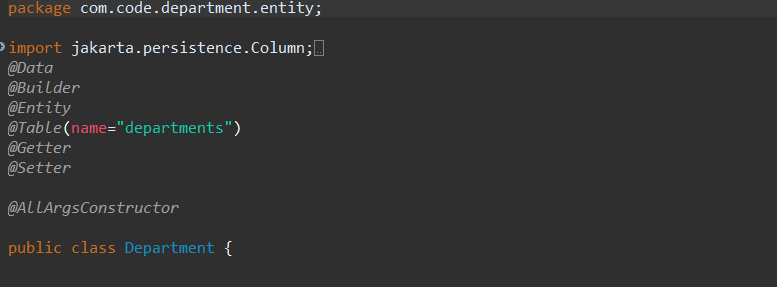 package com.code.department.entity;
import jakarta.persistence.Column;
@Data
@Builder
@Entity
@Table(name="departments")
@Getter
@Setter
@AllArgsConstructor
public class Department {